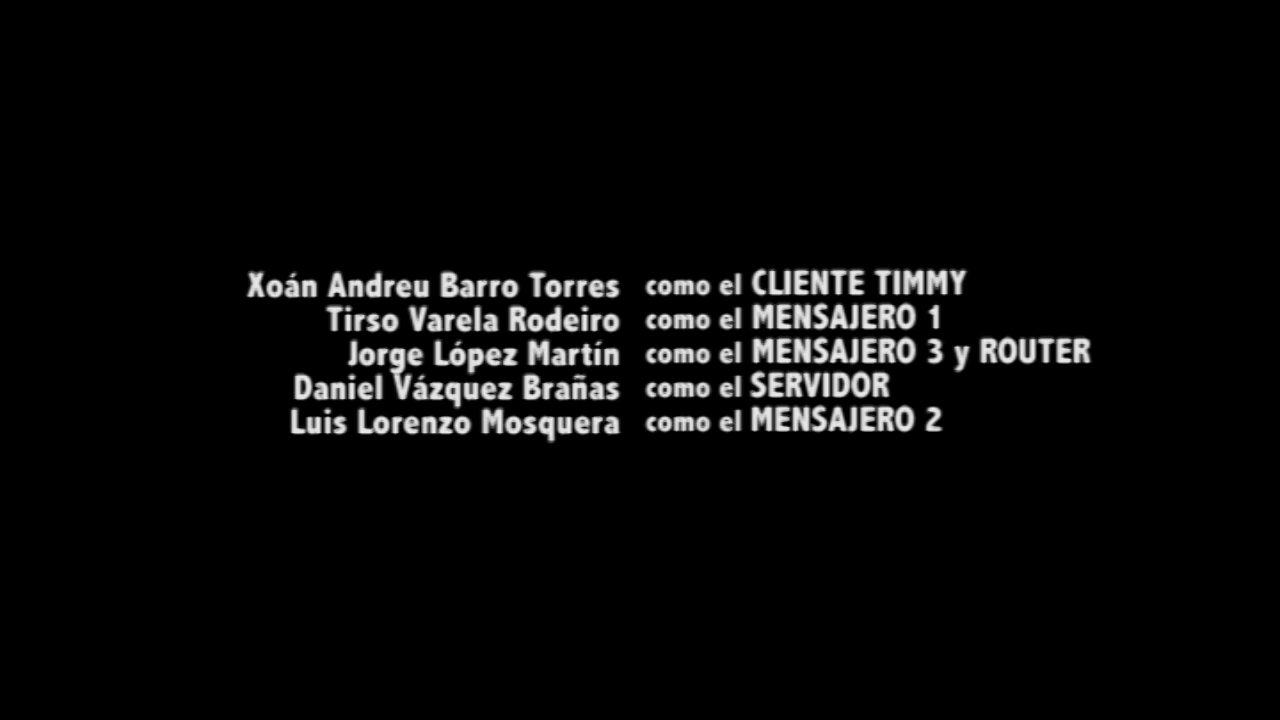 Xoán Andreu Barro Torres como el CLIENTE TIMMY
Tirso Varela Rodeiro como el MENSAJERO 1
Jorge López Martín como el MENSAJERO 3 y ROUTER
Daniel Vázquez Brañas como el SERVIDOR
Luis Lorenzo Mosquera como el MENSAJERO 2